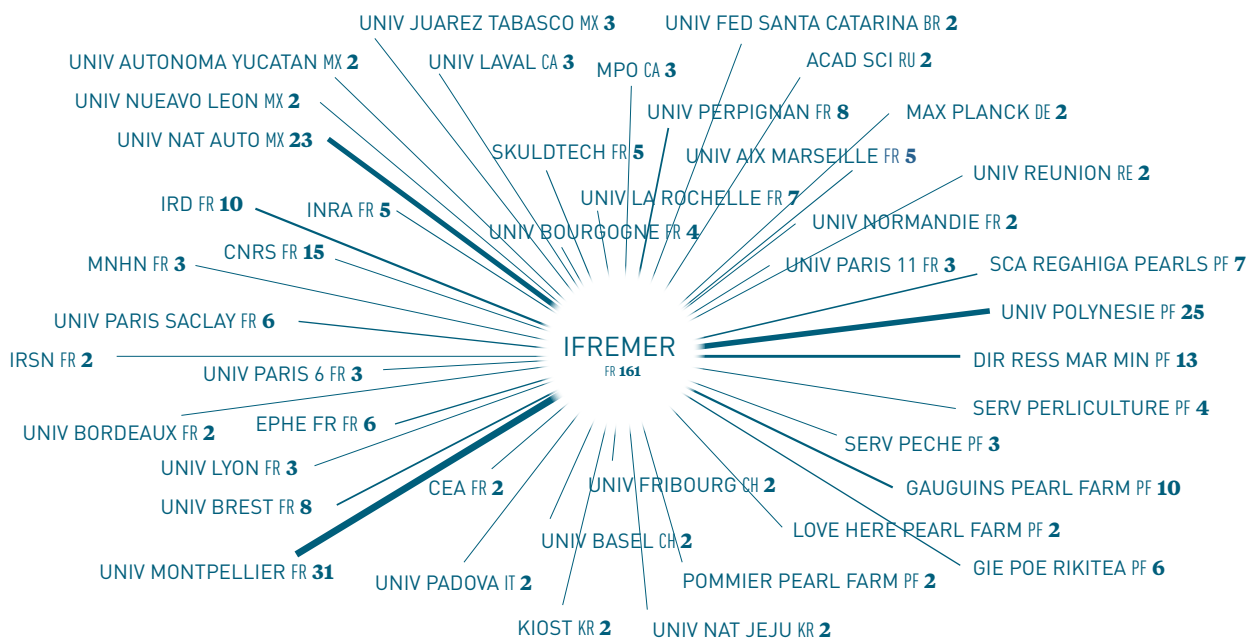 UNIV JUAREZ TABASCO MX 3
UNIV FED SANTA CATARINA BR 2
UNIV AUTONOMA YUCATAN MX 2
UNIV LAVAL CA 3
MPO CA 3
ACAD SCI RU 2
UNIV NUEAVO LEON MX 2
UNIV PERPIGNAN FR 8
MAX PLANCK DE 2
UNIV NAT AUTO MX 23
SKULDTECH FR 5
UNIV AIX MARSEILLE FR 5
UNIV REUNION RE 2
IRD FR 10
INRA FR 5
UNIV LA ROCHELLE FR 7
UNIV NORMANDIE FR 2
UNIV BOURGOGNE FR 4
CNRS FR 15
MNHN FR 3
UNIV PARIS 11 FR 3
SCA REGAHIGA PEARLS PF 7
UNIV PARIS SACLAY FR 6
UNIV POLYNESIE PF 25
IFREMER
FR 161
IRSN FR 2
UNIV PARIS 6 FR 3
DIR RESS MAR MIN PF 13
UNIV BORDEAUX FR 2
EPHE FR FR 6
SERV PERLICULTURE PF 4
SERV PECHE PF 3
UNIV LYON FR 3
CEA FR 2
UNIV FRIBOURG CH 2
GAUGUINS PEARL FARM PF 10
UNIV BREST FR 8
UNIV BASEL CH 2
LOVE HERE PEARL FARM PF 2
UNIV MONTPELLIER FR 31
UNIV PADOVA IT 2
POMMIER PEARL FARM PF 2
GIE POE RIKITEA PF 6
KIOST KR 2
UNIV NAT JEJU KR 2